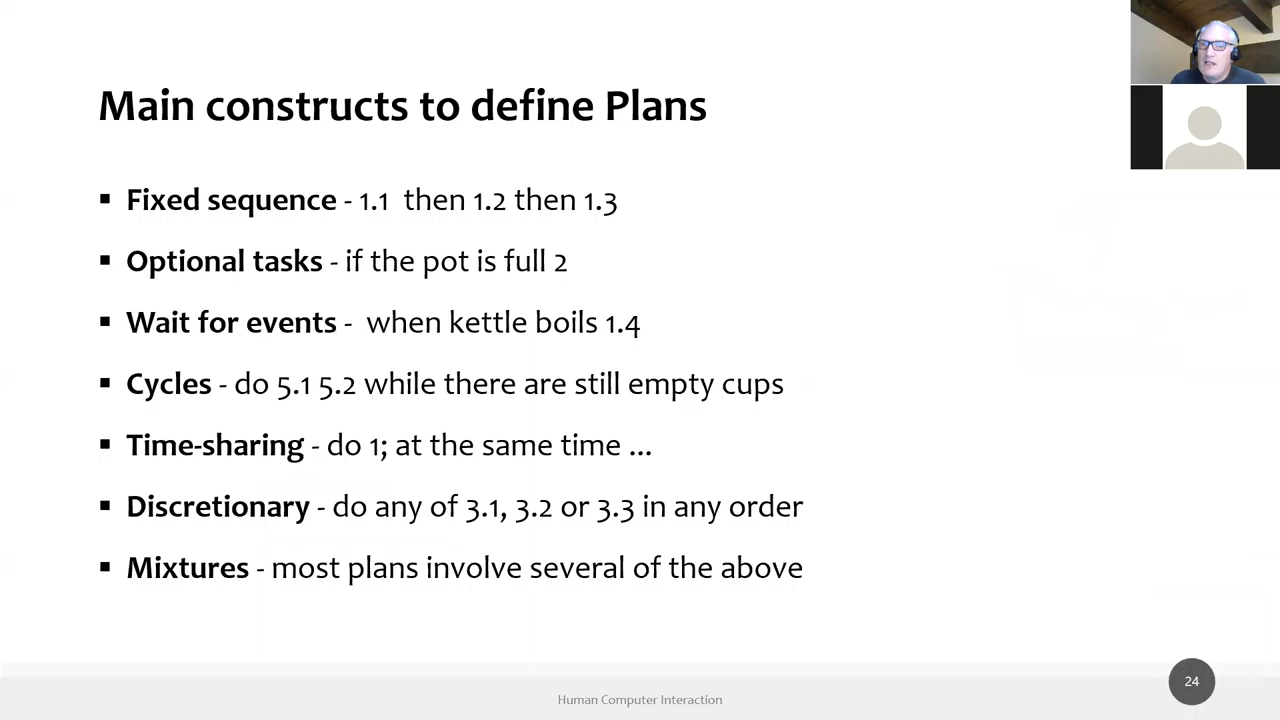 Main constructs to define Plans
▪ Fixed sequence - 1.1 then 1.2 then 1.3
▪ Optional tasks - if the pot is full 2
▪ Wait for events - when kettle boils 1.4
▪ Cycles - do 5.1 5.2 while there are still empty cups
▪ Time-sharing - do 1; at the same time ...
▪ Discretionary - do any of 3.1, 3.2 or 3.3 in any order
▪ Mixtures - most plans involve several of the above
Human Computer Interaction
24